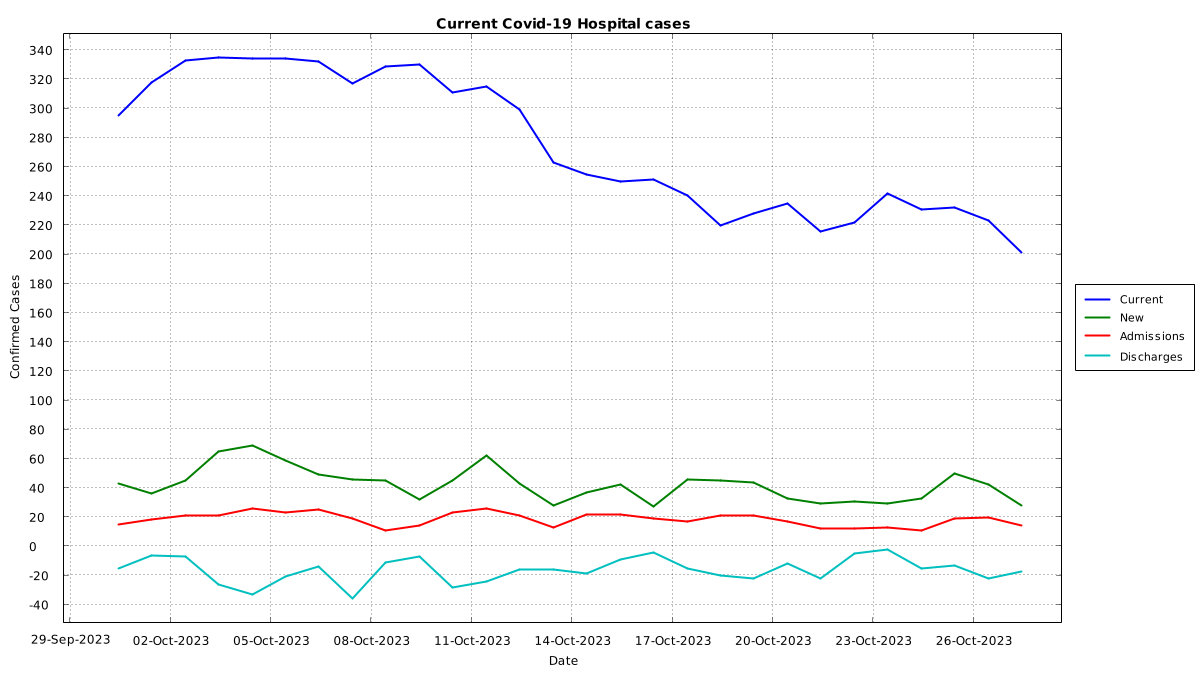 Current Covid-19 Hospital cases
340
320
300
280
260
240
220
200
180
160
140
120
100
80
60
40
20
0
-20
-40
Confirmed Cases
29-Sep-2023 02-Oct-2023 05-Oct-2023 08-Oct-2023 11-Oct-2023 14-Oct-2023 17-Oct-2023 20-Oct-2023 23-Oct-2023 26-Oct-2023
Date
Current
New
Admissions
Discharges